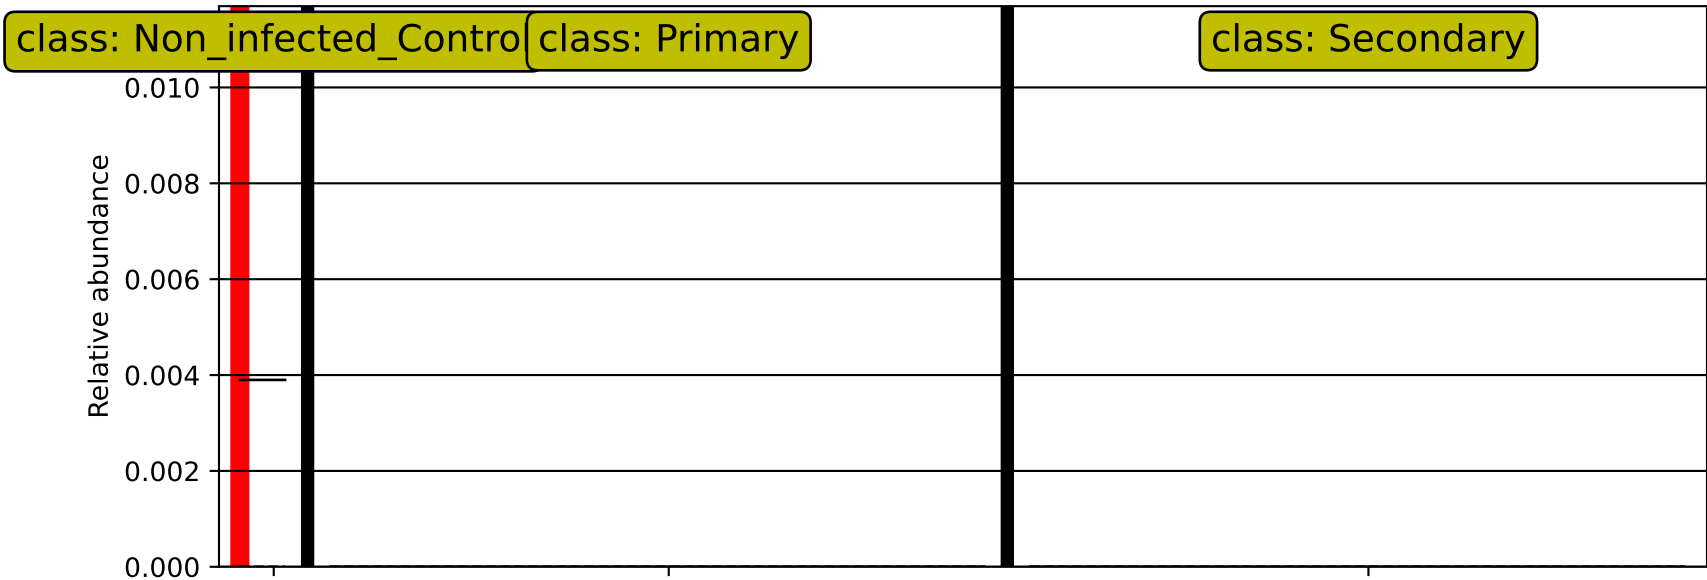 class: Non_infected_Contro
class: Primary
class: Secondary
0.010
0.008
0.006
0.004
0.002
0.000
Relative abundance